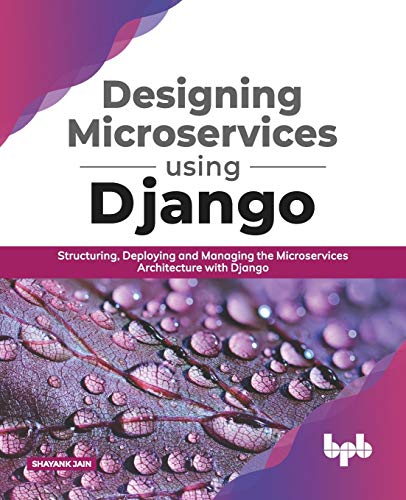 Designing
Microservices
using
Django
Structuring, Deploying and Managing the Microservices
Architecture with Django
SHAYANK JAIN
bpb